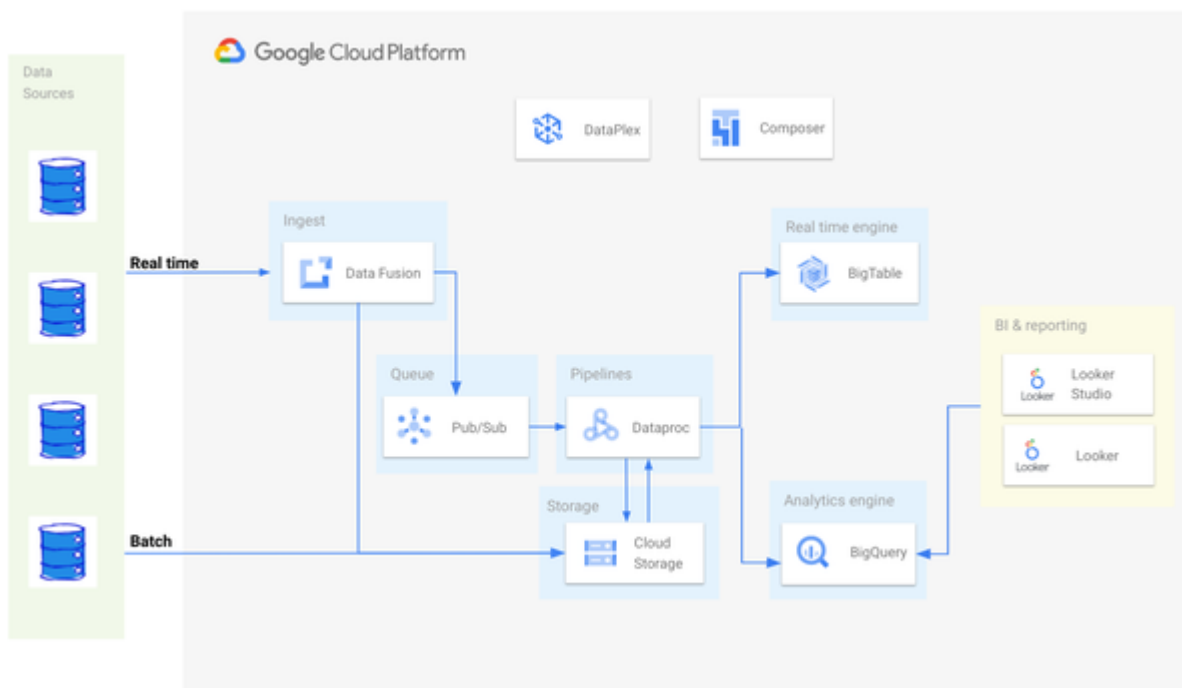 Google Cloud Platform
Data
Sources
DataPlex
Composer
Ingest
Real time engine
Real time
Data Fusion
BigTable
BI & reporting
Queue
Pipelines
Looker
Looker
Studio
Pub/Sub
Dataproc
Looker
Looker
Storage
Analytics engine
Batch
Cloud
Storage
BigQuery